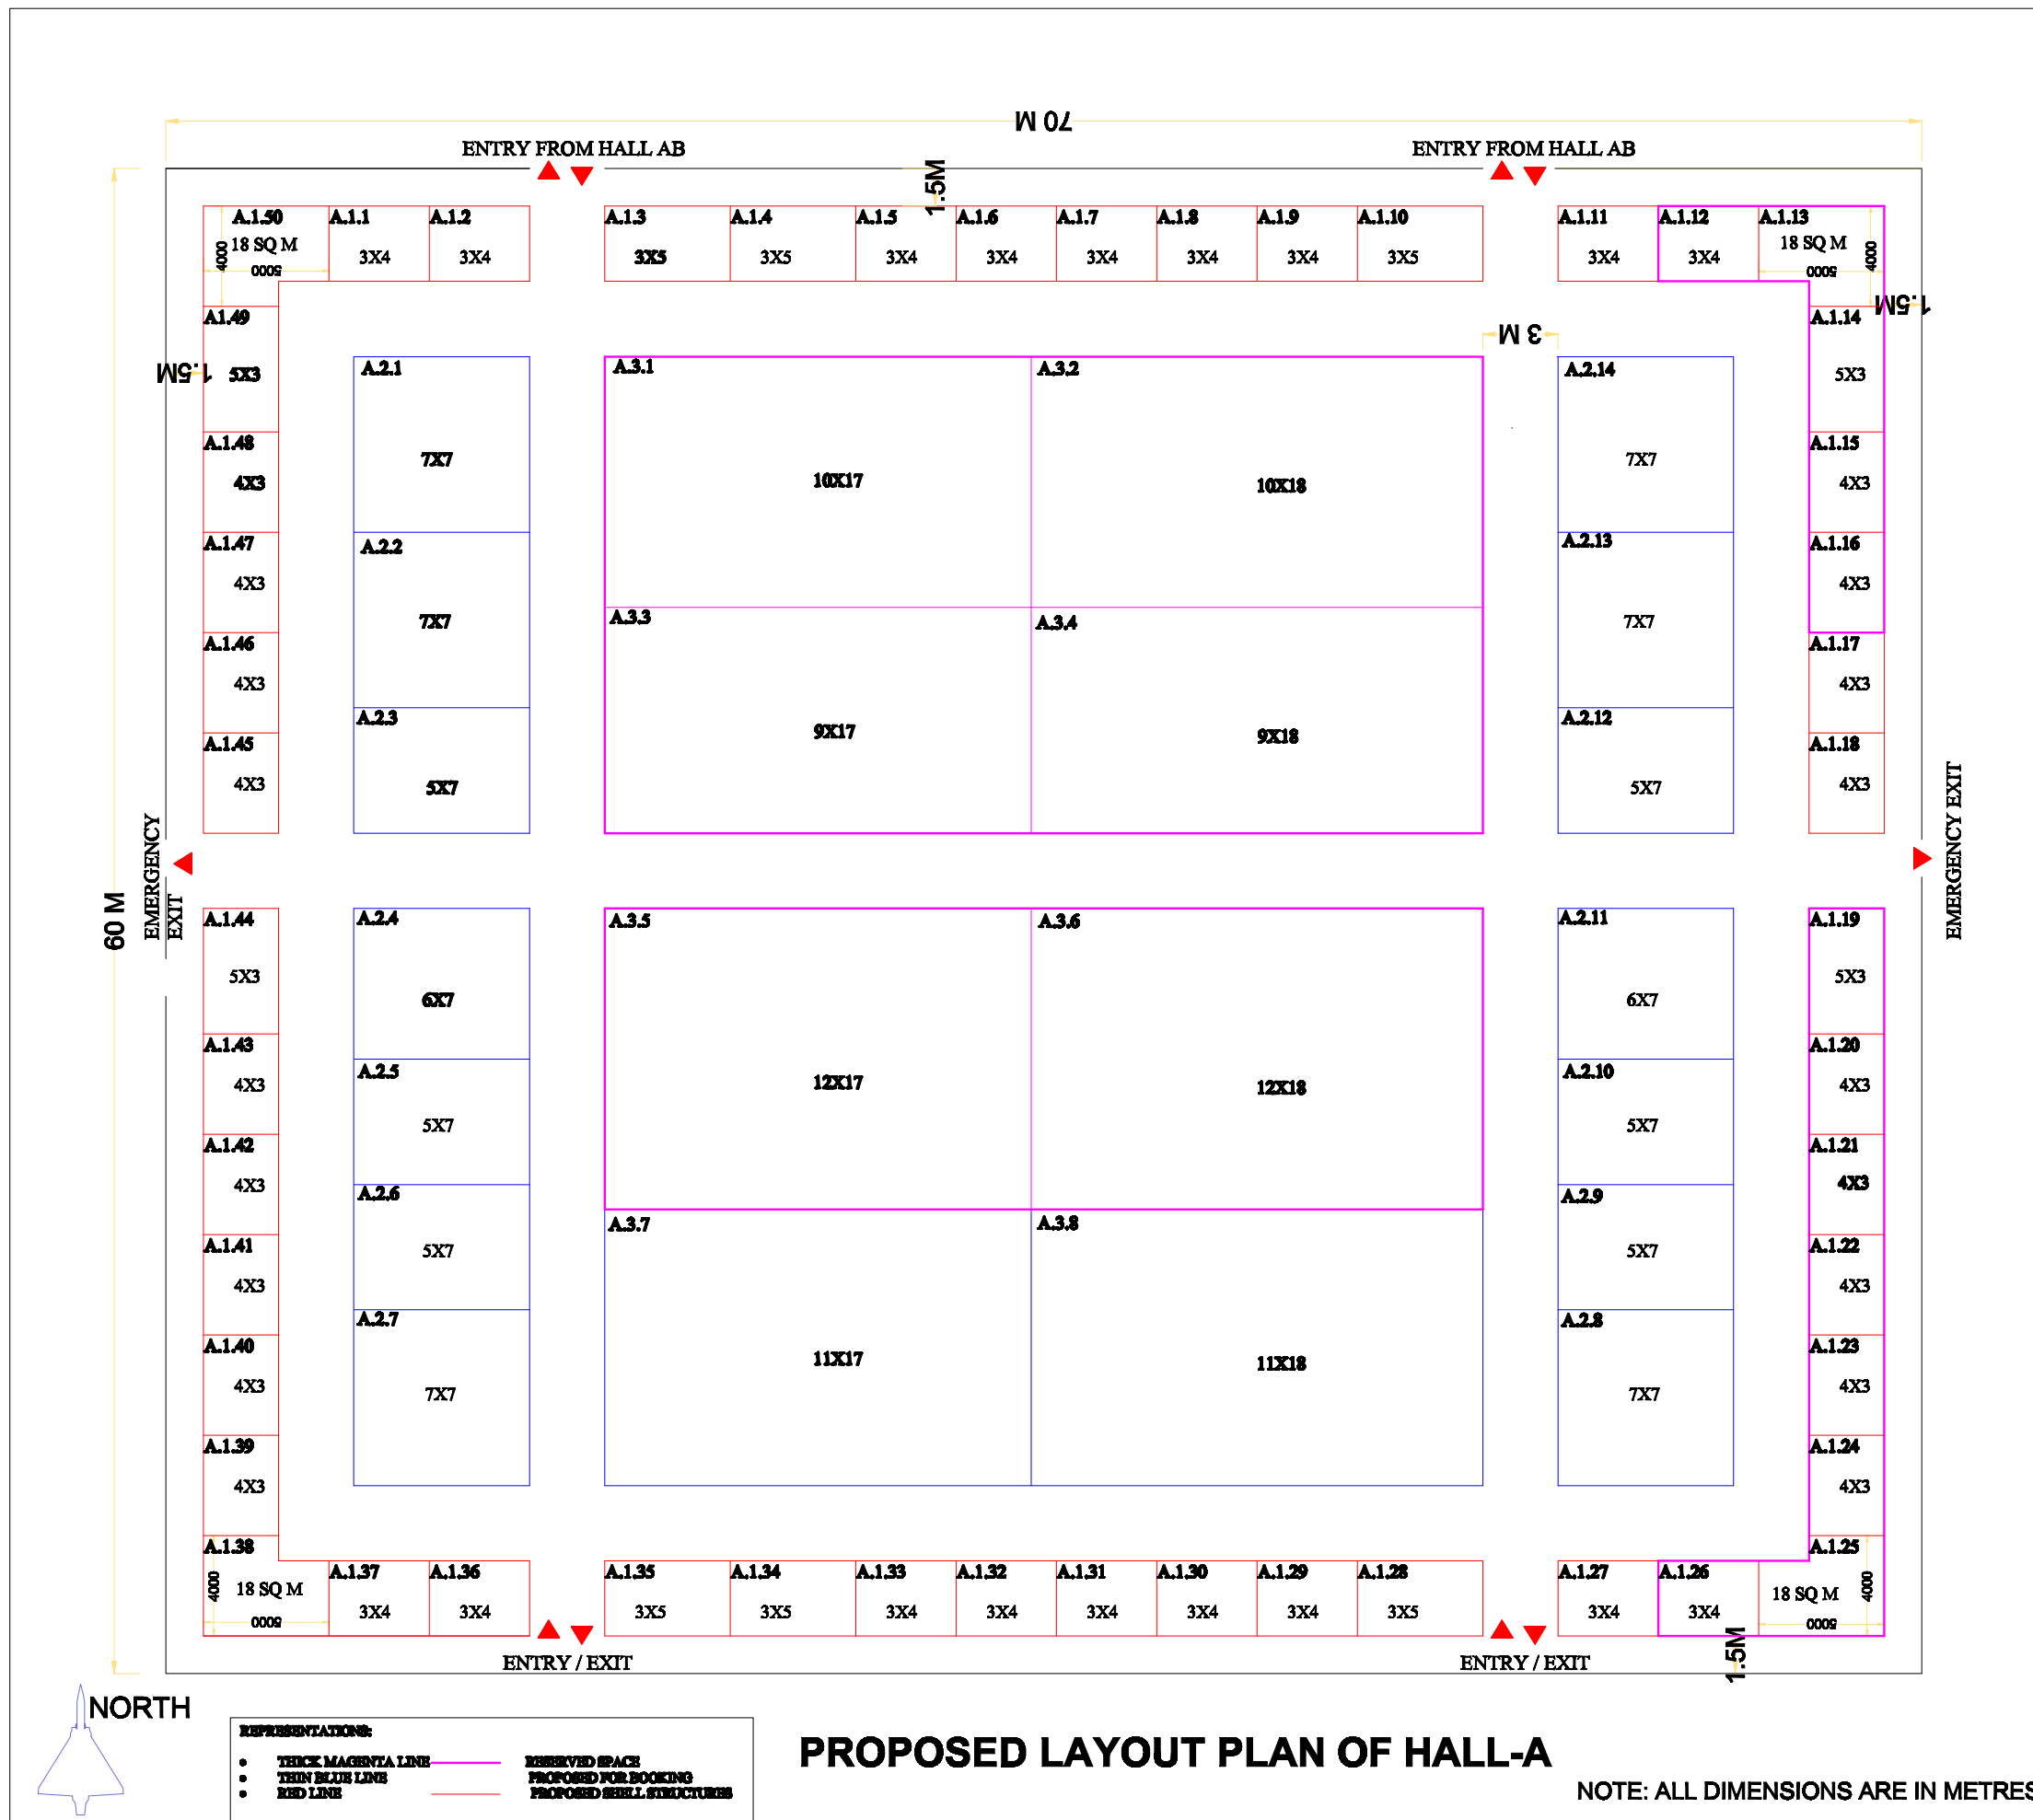 70 M
ENTRY FROM HALL AB
ENTRY FROM HALL AB
1.5M
A.1.50
18 SQ M
4000
5000
A.1.1
3X4
A.1.2
3X4
A.1.3
3X5
A.1.4
3X5
A.1.5
3X4
A.1.6
3X4
A.1.7
3X4
A.1.8
3X4
A.1.9
3X4
A.1.10
3X5
A.1.11
3X4
A.1.12
3X4
A.1.13
18 SQ M
4000
5000
1.5M
3 M
A1.49
5X3
1.5M
A.1.48
4X3
A.1.47
4X3
A.1.46
4X3
A.1.45
4X3
A.2.1
7X7
A.2.2
7X7
A.2.3
5X7
A.3.1
10X17
A.3.2
10X18
A.3.3
9X17
A.3.4
9X18
A.2.14
7X7
A.2.13
7X7
A.2.12
5X7
A.1.14
5X3
A.1.15
4X3
A.1.16
4X3
A.1.17
4X3
A.1.18
4X3
60 M
EMERGENCY
EXIT
EMERGENCY EXIT
A.1.44
5X3
A.1.43
4X3
A.1.42
4X3
A.1.41
4X3
A.1.40
4X3
A.1.39
4X3
A.2.4
6X7
A.2.5
5X7
A.2.6
5X7
A.2.7
7X7
A.3.5
12X17
A.3.6
12X18
A.3.7
11X17
A.3.8
11X18
A.2.11
6X7
A.2.10
5X7
A.2.9
5X7
A.2.8
7X7
A.1.19
5X3
A.1.20
4X3
A.1.21
4X3
A.1.22
4X3
A.1.23
4X3
A.1.24
4X3
A.1.38
18 SQ M
4000
5000
A.1.37
3X4
A.1.36
3X4
A.1.35
3X5
A.1.34
3X5
A.1.33
3X4
A.1.32
3X4
A.1.31
3X4
A.1.30
3X4
A.1.29
3X4
A.1.28
3X5
A.1.27
3X4
A.1.26
3X4
A.1.25
18 SQ M
4000
5000
1.5M
ENTRY / EXIT
ENTRY / EXIT
NORTH
REPRESENTATIONS:
• THICK MAGENTA LINE RESERVED SPACE
• THIN BLUE LINE PROPOSED FOR BOOKING
• RED LINE PROPOSED SHELL STRUCTURES
PROPOSED LAYOUT PLAN OF HALL-A
NOTE: ALL DIMENSIONS ARE IN METRES